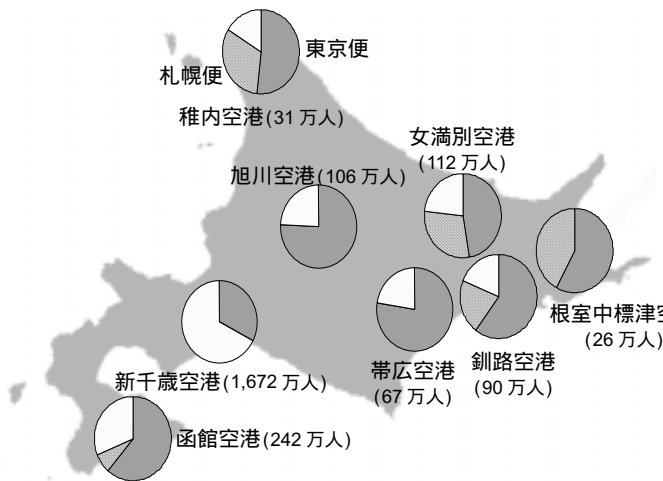 東京便
札幌便
稚内空港(31 万人)
女満別空港
(112 万人)
旭川空港(106 万人)
根室中標津空
(26 万人)
釧路空港
(90 万人)
帯広空港
(67 万人)
新千歳空港(1,672 万人)
函館空港(242 万人)